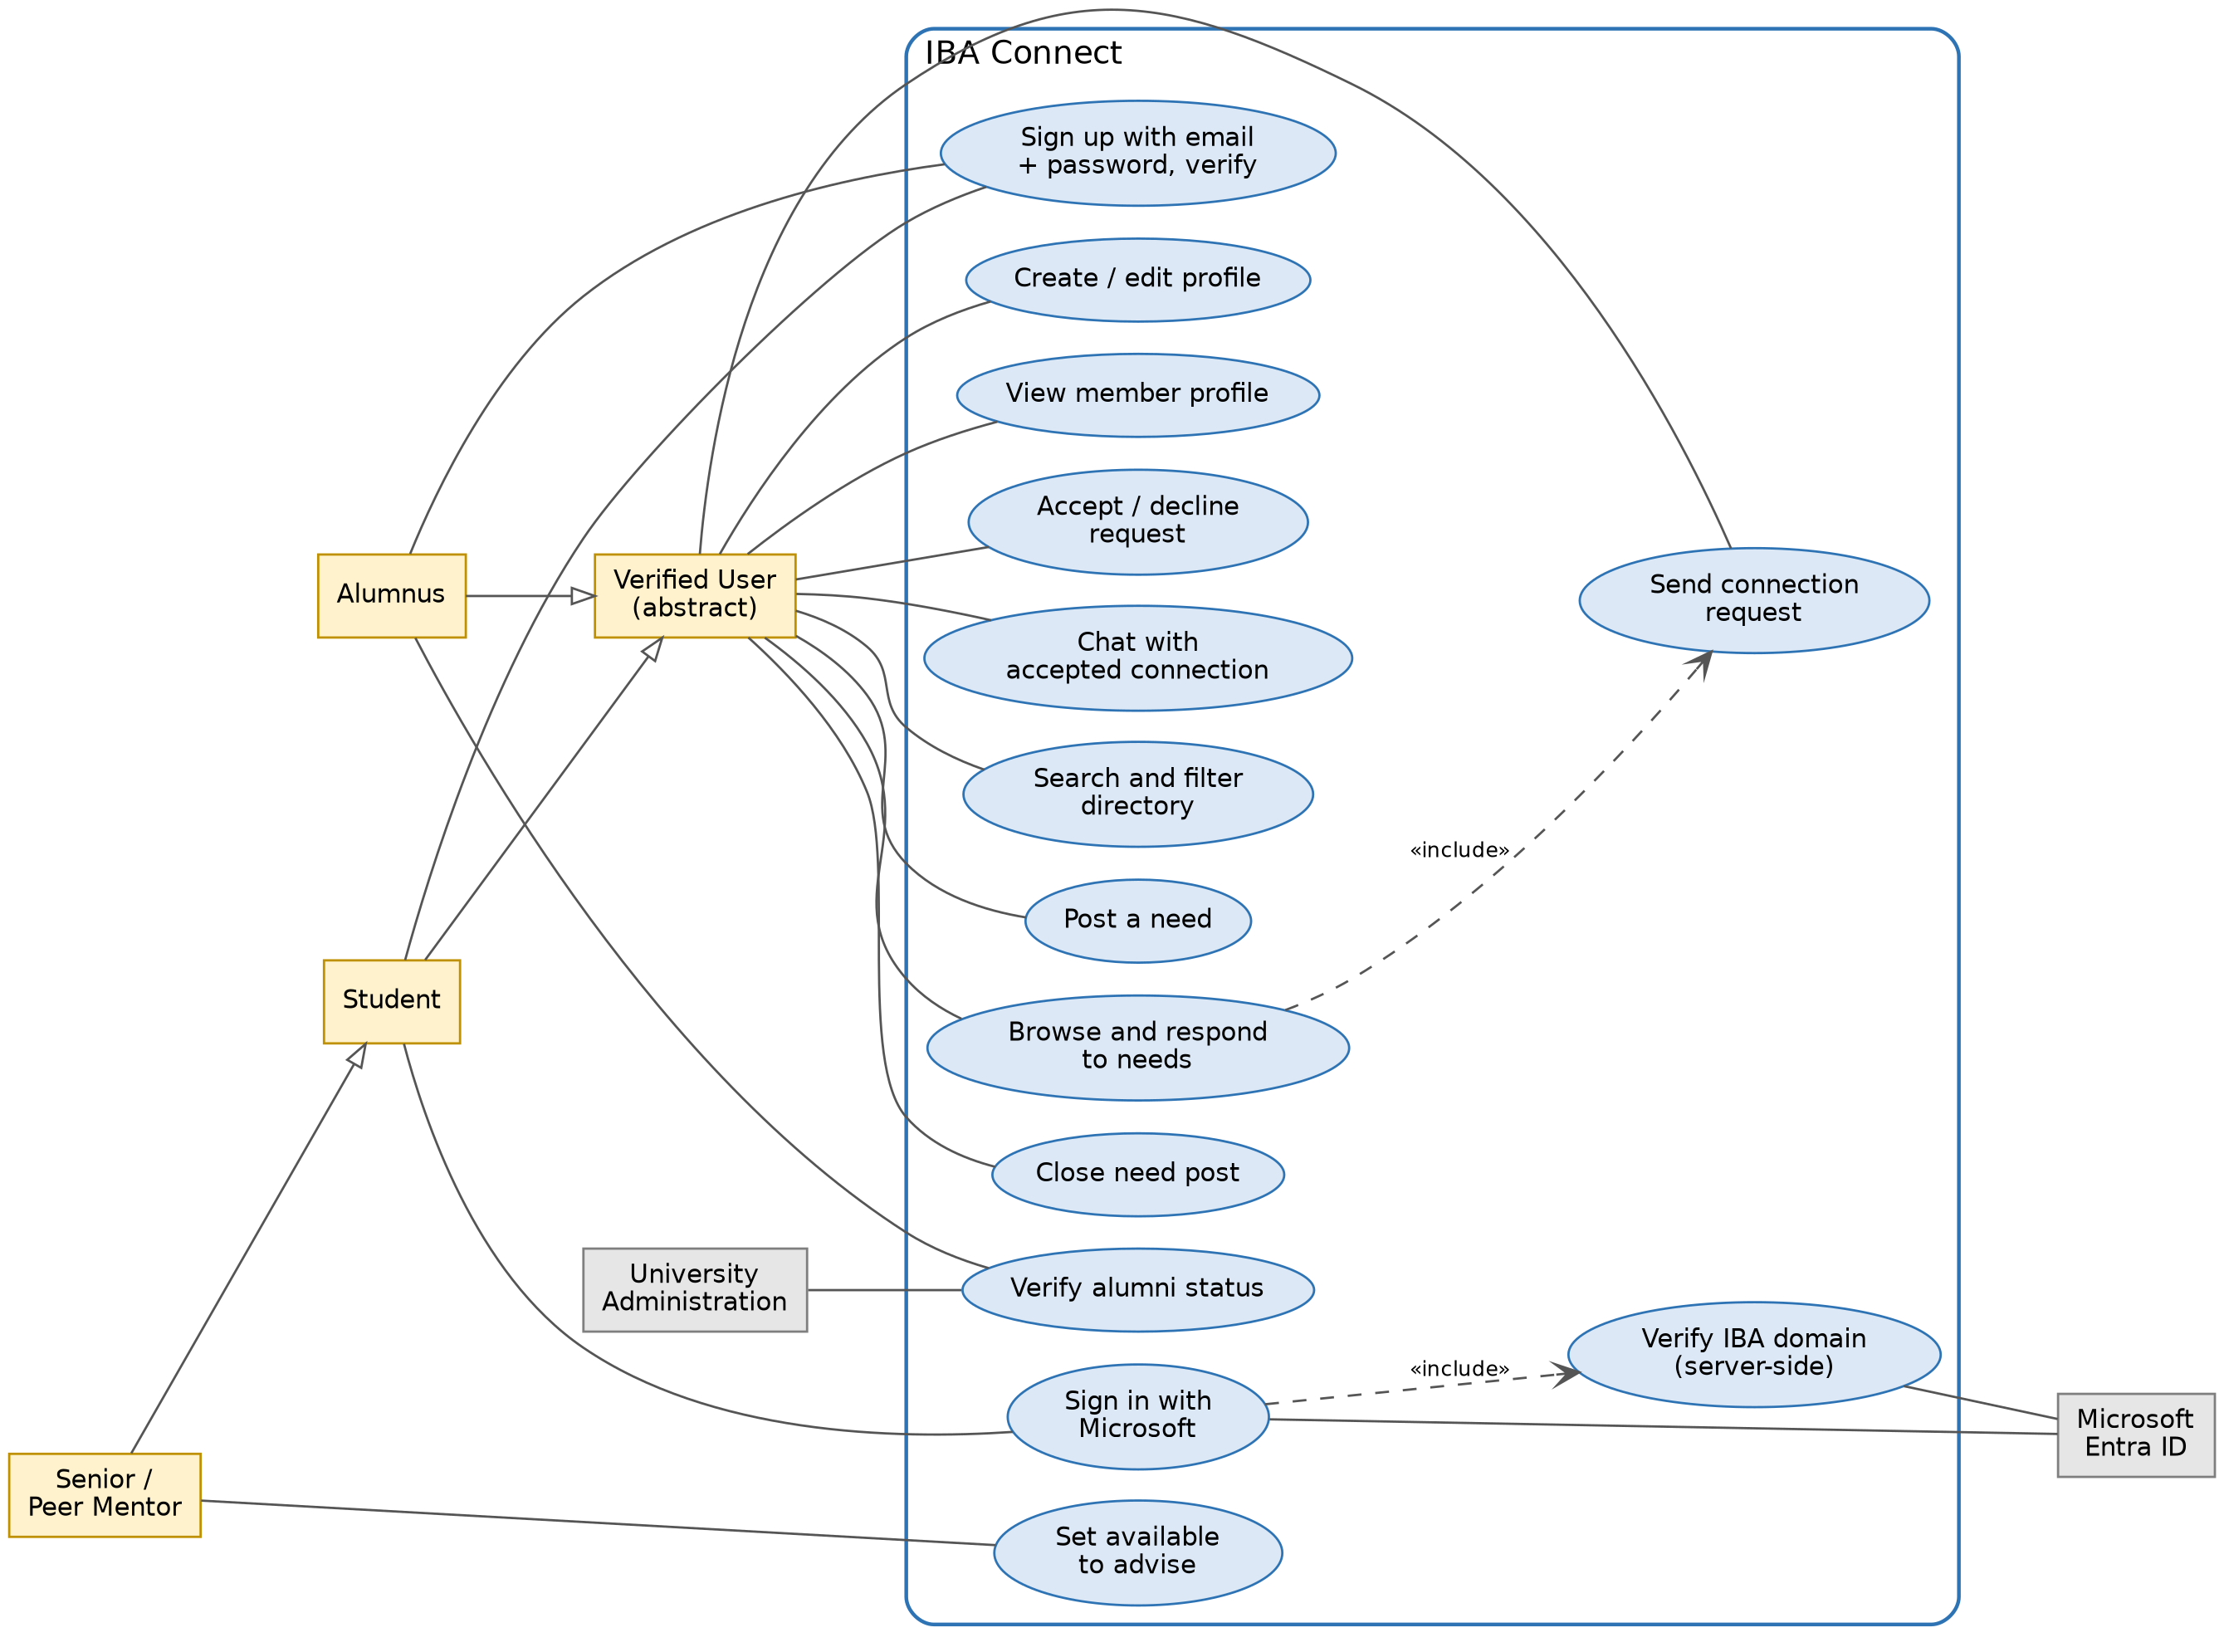 IBA Connect
Sign up with email
+ password, verify
Create / edit profile
View member profile
Accept / decline
request
Alumnus
Verified User
(abstract)
Send connection
request
Chat with
accepted connection
Search and filter
directory
«include»
Post a need
Student
Browse and respond
to needs
Close need post
University
Administration
Verify alumni status
Verify IBA domain
(server-side)
«include»
Sign in with
Microsoft
Microsoft
Entra ID
Senior /
Peer Mentor
Set available
to advise